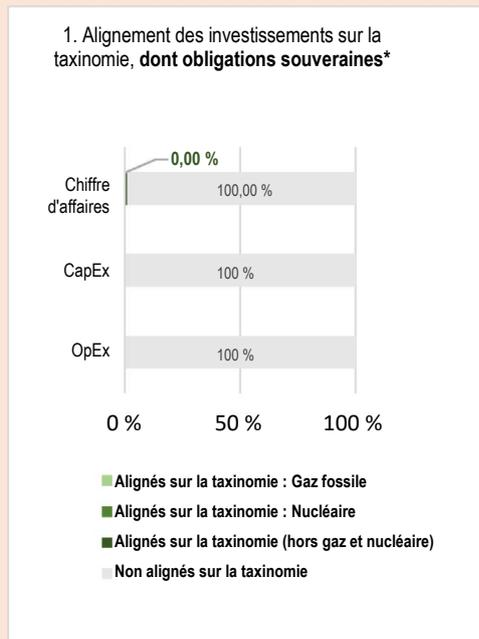 1. Alignement des investissements sur la
taxinomie, dont obligations souveraines*
0,00 %
Chiffre
d'affaires
100,00 %
CapEx
100 %
OpEx
100 %
0 %
50 %
100 %
Alignés sur la taxinomie : Gaz fossile
Alignés sur la taxinomie : Nucléaire
Alignés sur la taxinomie (hors gaz et nucléaire)
Non alignés sur la taxinomie